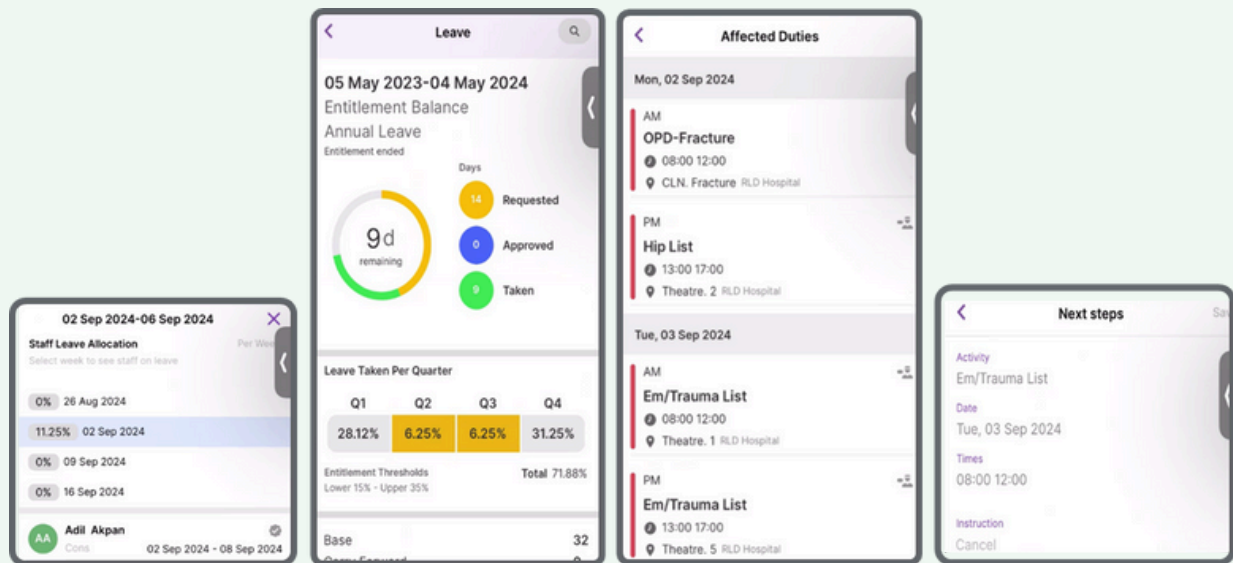 02 Sep 2024-06 Sep 2024
Staff Leave Allocation
Per Wee
Select week to see staff on leave
0% 26 Aug 2024
11.25% 02 Sep 2024
0% 09 Sep 2024
0% 16 Sep 2024
AA
Adil Akpan
Cons
02 Sep 2024 - 08 Sep 2024
Leave
05 May 2023-04 May 2024
Entitlement Balance
Annual Leave
Entitlement ended
Days
9d
remaining
14 Requested
0 Approved
9 Taken
Leave Taken Per Quarter
Q1 Q2 Q3 Q4
28.12% 6.25% 6.25% 31.25%
Entitlement Thresholds
Total 71.88%
Lower 15% - Upper 35%
Base 32
Affected Duties
Mon, 02 Sep 2024
AM
OPD-Fracture
08:00 12:00
CLN. Fracture RLD Hospital
PM
Hip List
13:00 17:00
Theatre. 2 RLD Hospital
Tue, 03 Sep 2024
AM
Em/Trauma List
08:00 12:00
Theatre. 1 RLD Hospital
PM
Em/Trauma List
13:00 17:00
Theatre. 5 RLD Hospital
Next steps
Sav
Activity
Em/Trauma List
Date
Tue, 03 Sep 2024
Times
08:00 12:00
Instruction
Cancel